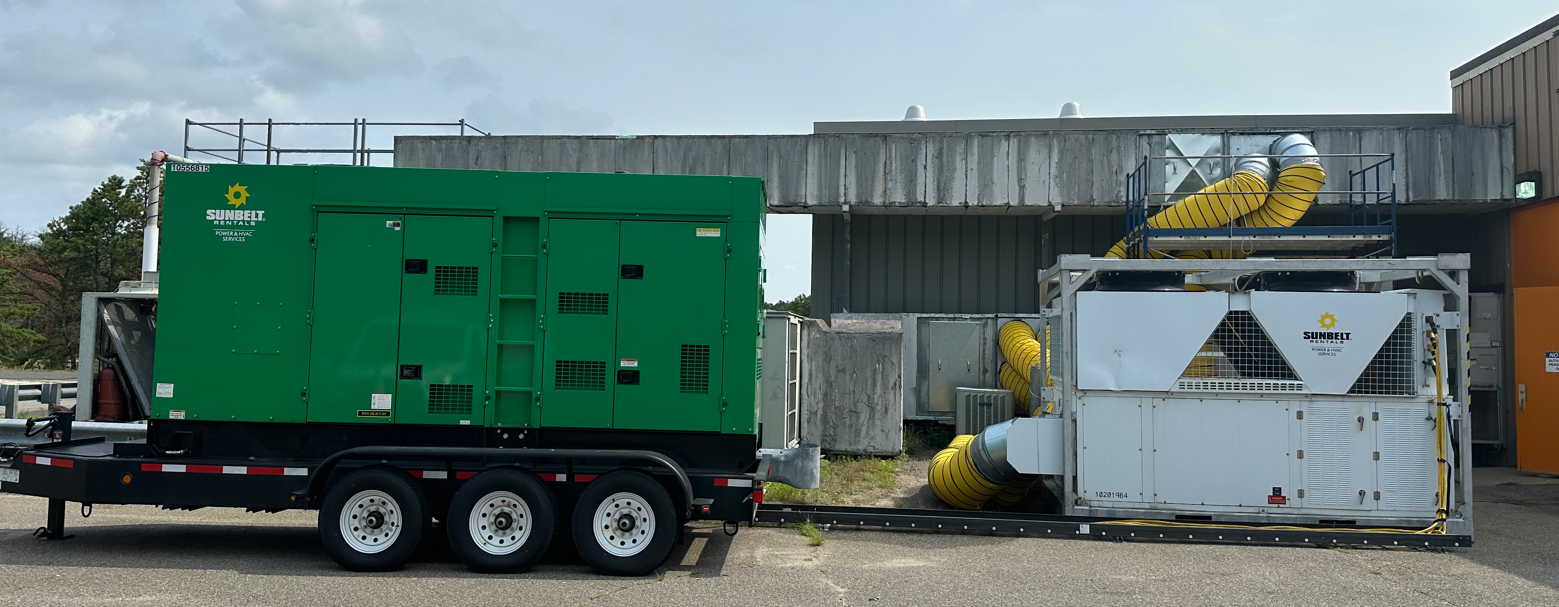 10556815
SUNBELT
RENTALS
POWER & HVAC
SERVICES
SUNBELT
RENTALS
POWER & HVAC
SERVICES
10201964